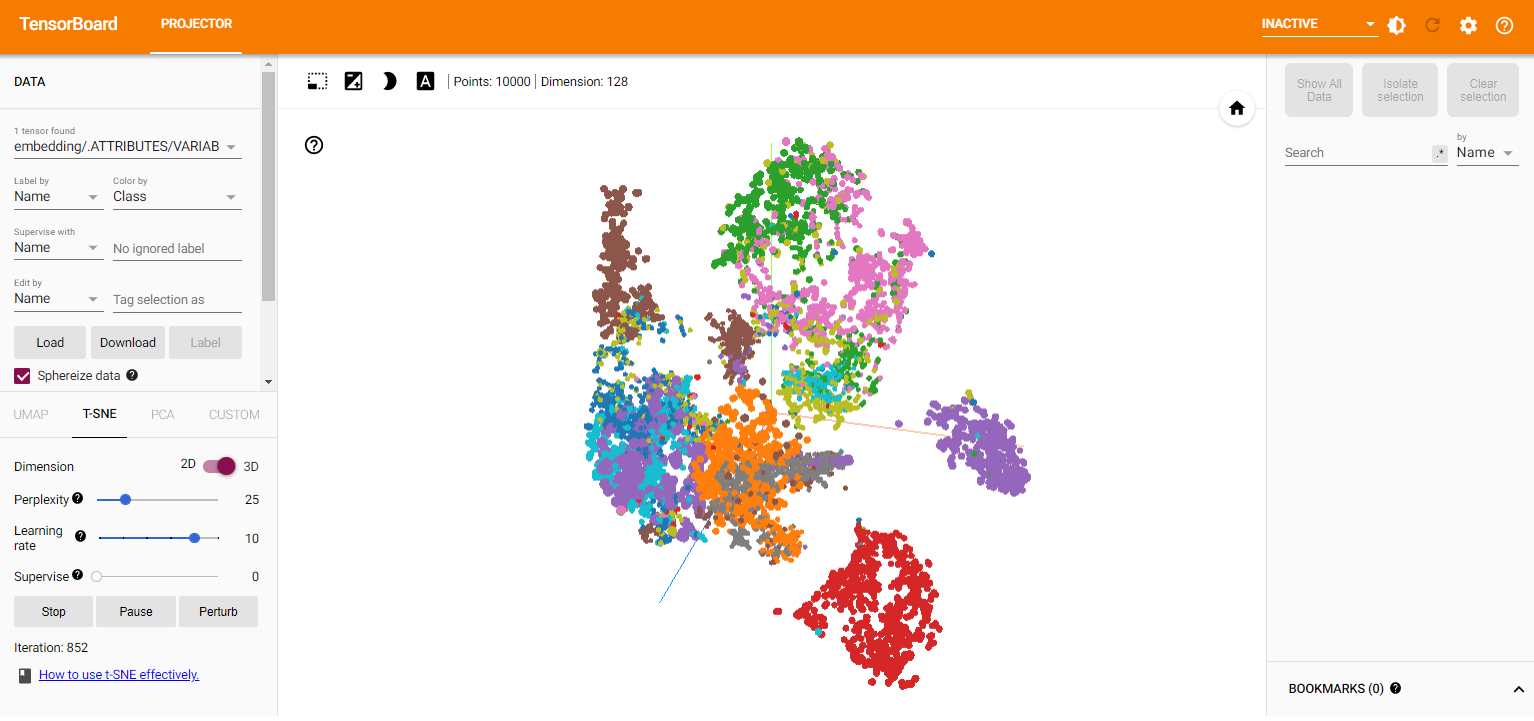 TensorBoard
PROJECTOR
INACTIVE
DATA
1 tensor found
embedding/.ATTRIBUTES/VARIAB
Label by
Name
Color by
Class
Supervise with
Name
No ignored label
Edit by
Name
Tag selection as
Load
Download
Label
Sphereize data
UMAP
T-SNE
PCA
CUSTOM
Dimension
2D
3D
Perplexity
25
Learning
rate
10
Supervise
0
Stop
Pause
Perturb
Iteration: 852
How to use t-SNE effectively.
A
Points: 10000
Dimension: 128
Show All
Data
Isolate
selection
Clear
selection
Search
.*
by
Name
BOOKMARKS (0)